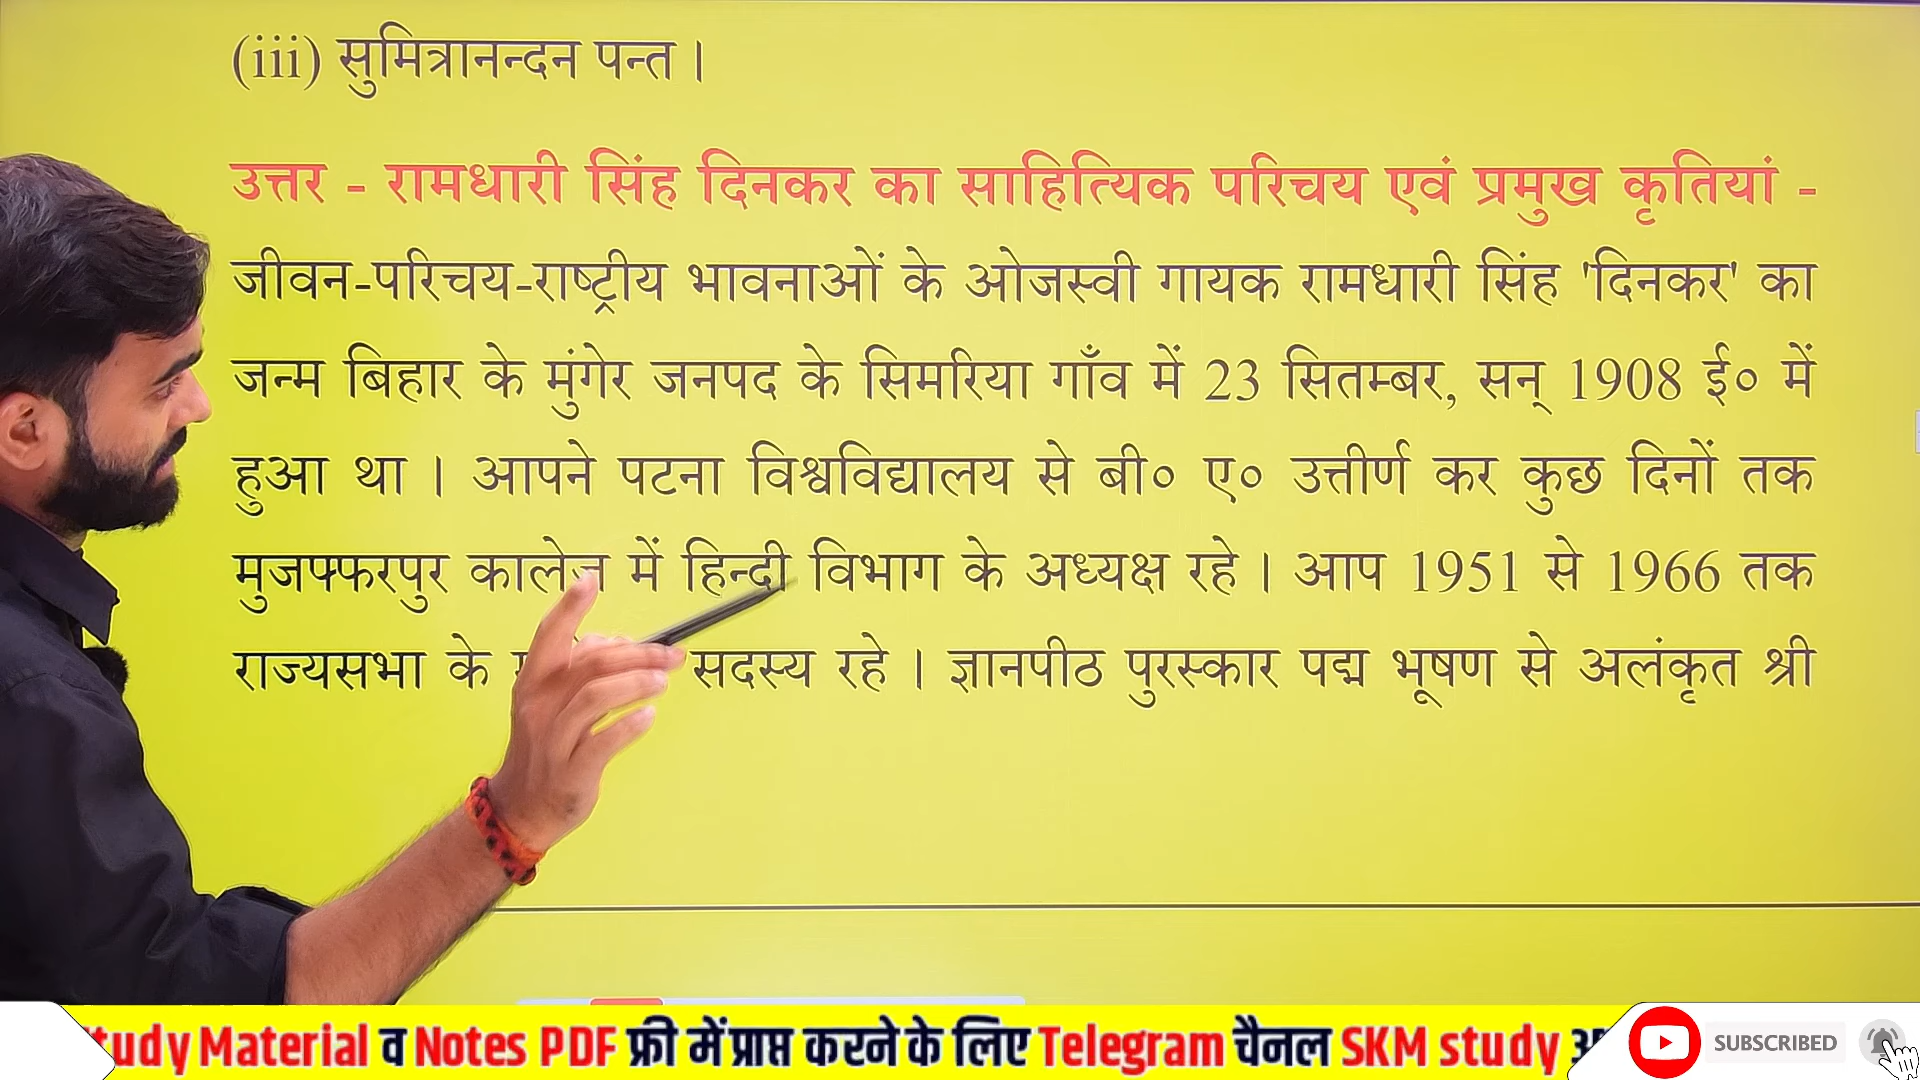 (iii) सुमित्रानन्दन पन्त ।
उत्तर - रामधारी सिंह दिनकर का साहित्यिक परिचय एवं प्रमुख कृतियां -
जीवन-परिचय-राष्ट्रीय भावनाओं के ओजस्वी गायक रामधारी सिंह 'दिनकर' का
जन्म बिहार के मुंगेर जनपद के सिमरिया गाँव में 23 सितम्बर, सन् 1908 ई० में
हुआ था । आपने पटना विश्वविद्यालय से बी० ए० उत्तीर्ण कर कुछ दिनों तक
मुजफ्फरपुर कालेज में हिन्दी विभाग के अध्यक्ष रहे । आप 1951 से 1966 तक
राज्यसभा के सदस्य रहे । ज्ञानपीठ पुरस्कार पद्म भूषण से अलंकृत श्री
Material व Notes PDF फ्री में प्राप्त करने के लिए Telegram चैनल SKM study
SUBSCRIBED